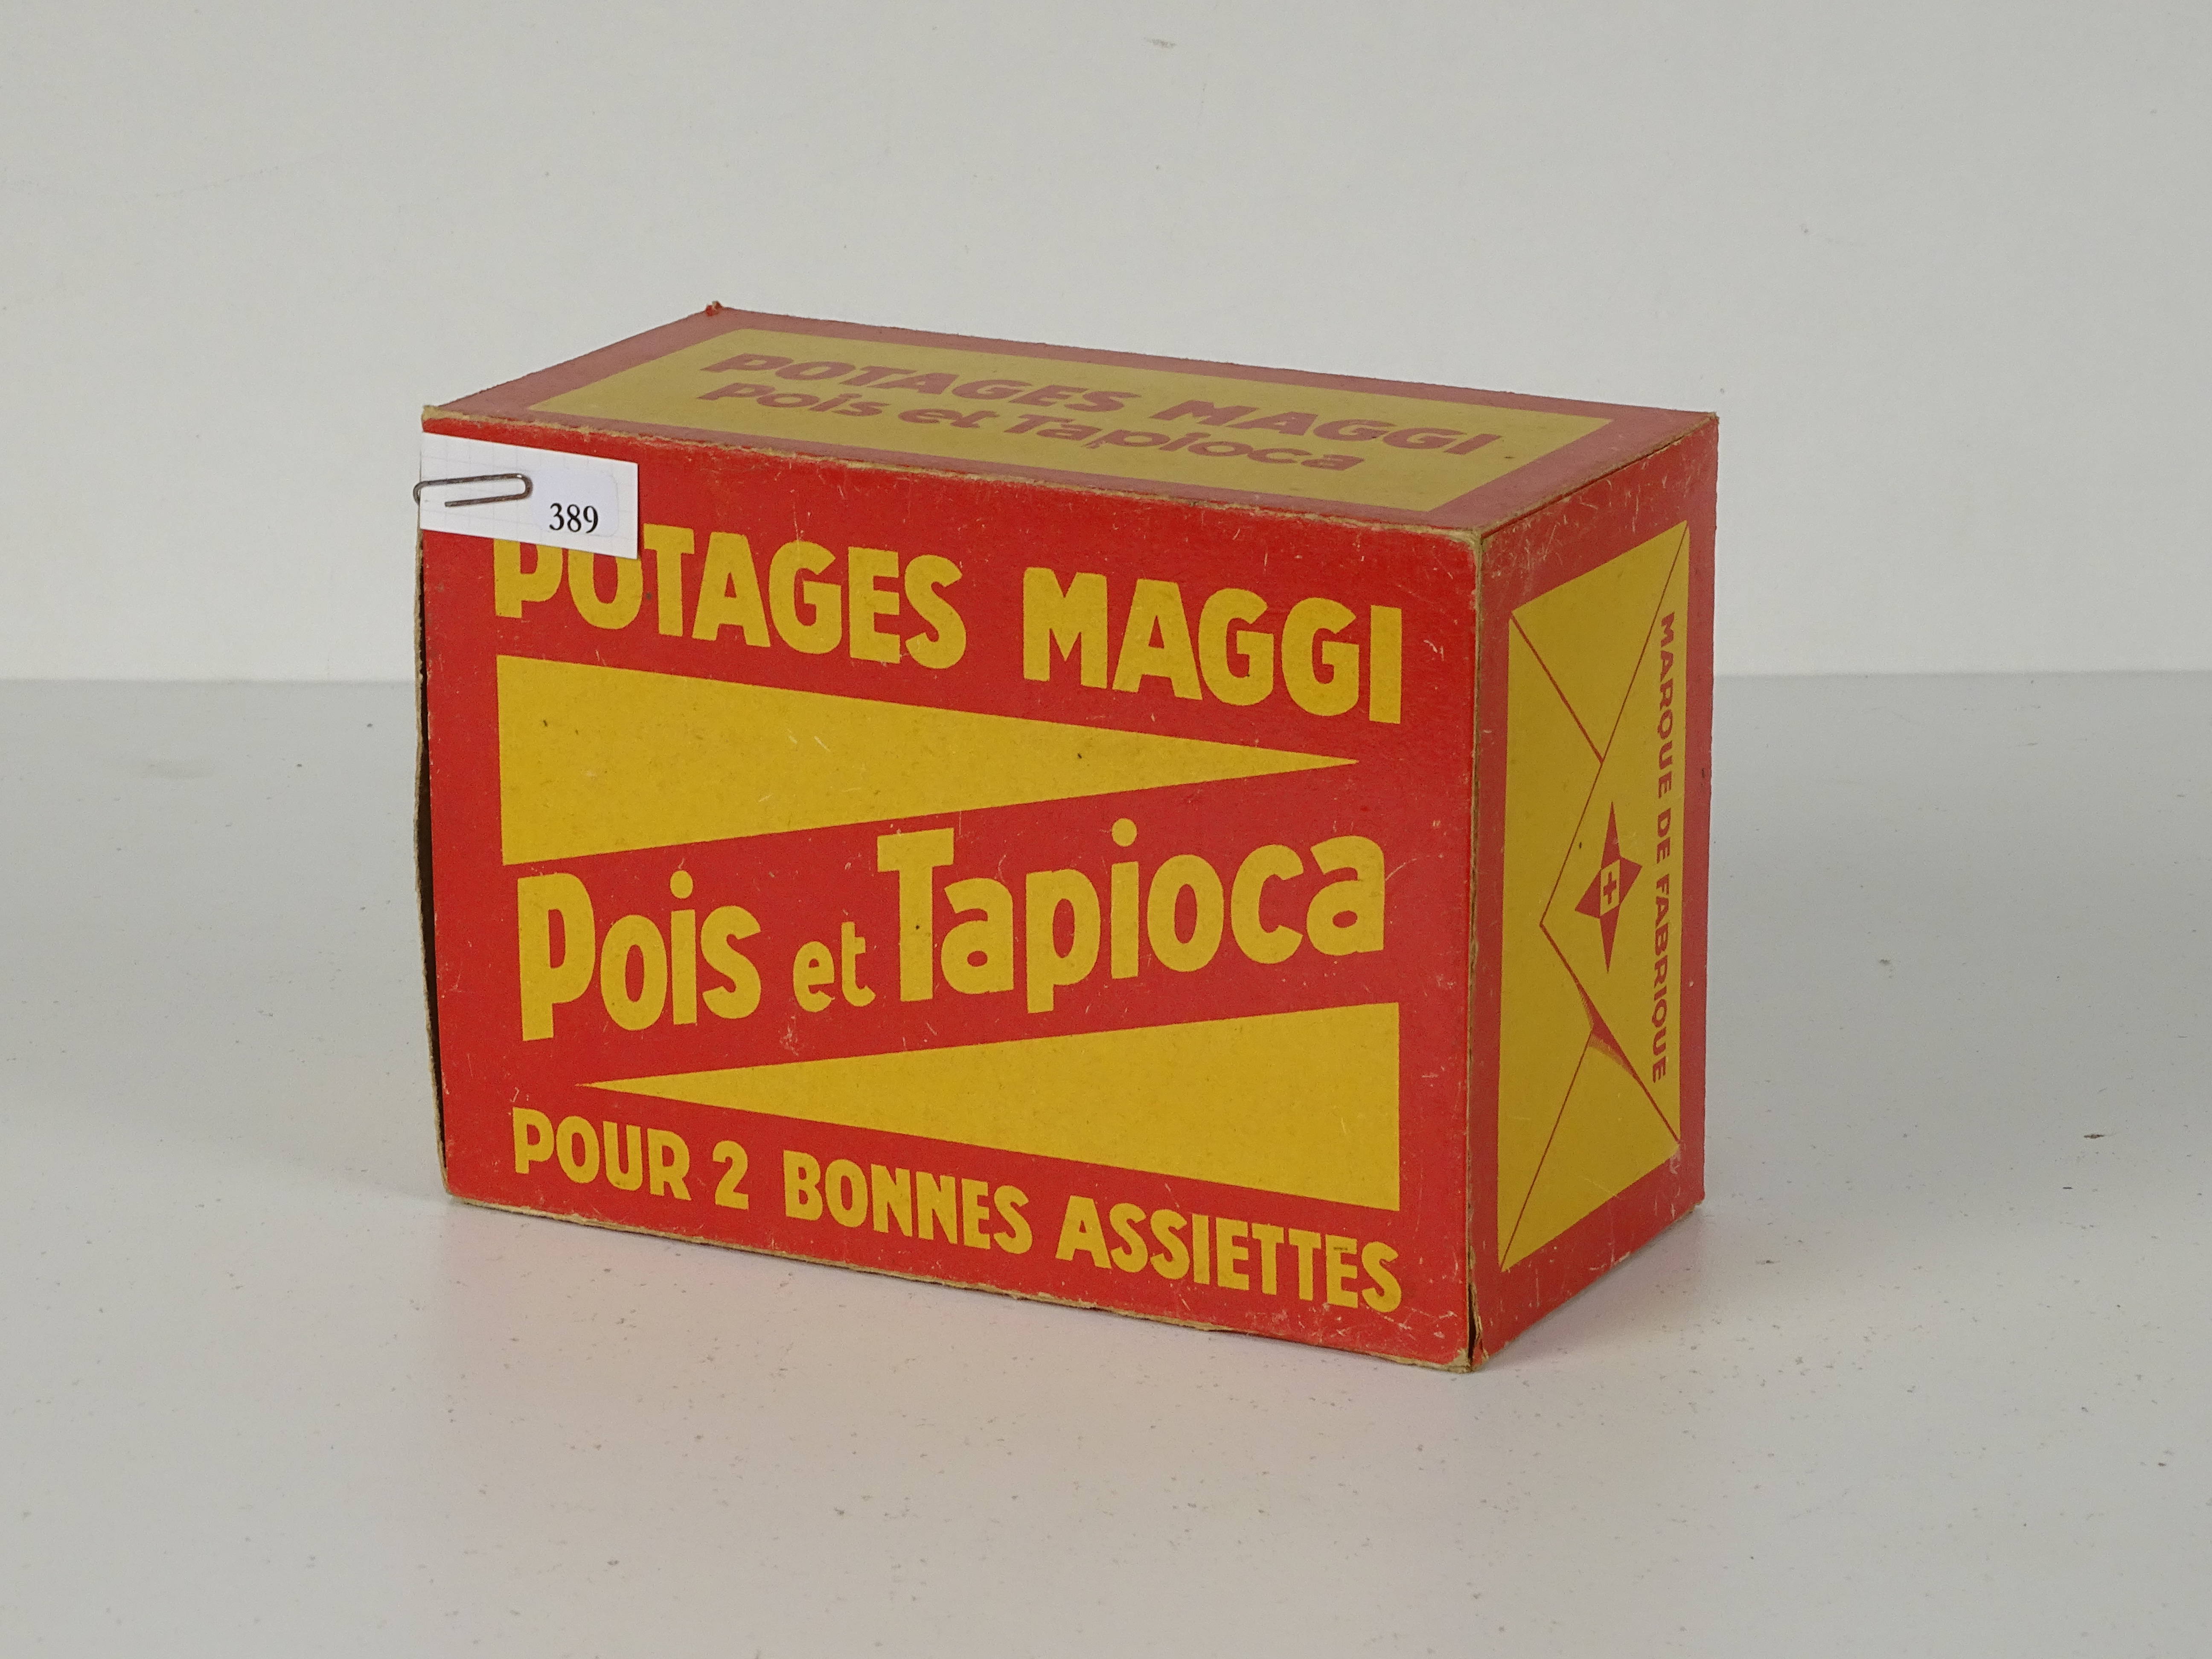 POTAGES MAGGI
Pois et Tapioca
389
POTAGES MAGGI
Pois et Tapioca
POUR 2 BONNES ASSIETTES
MARQUE DE FABRIQUE